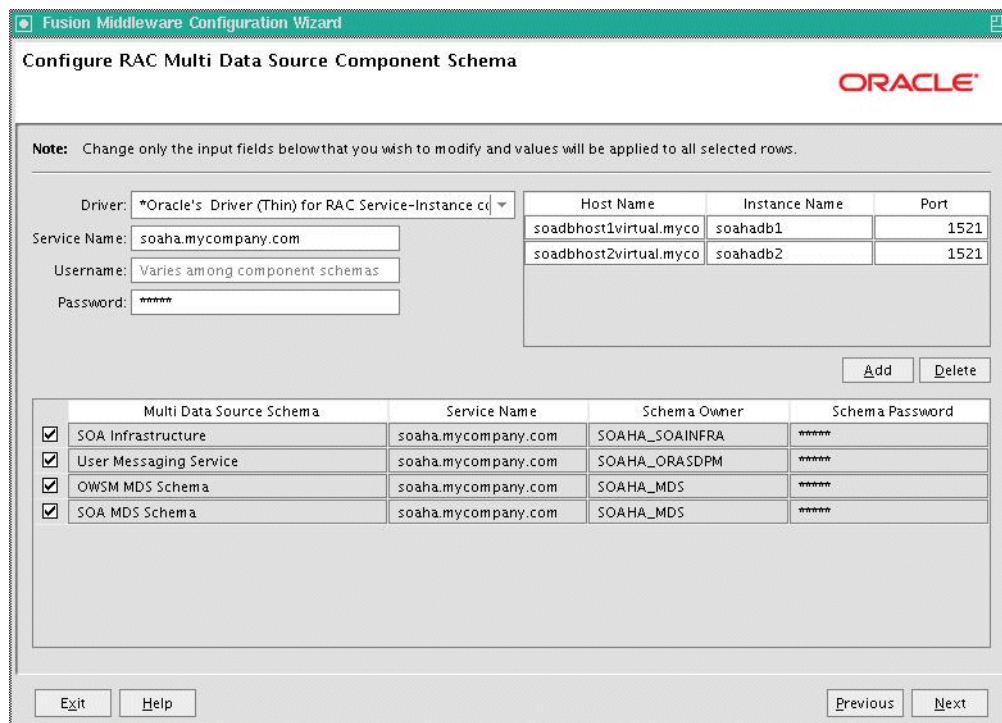 Fusion Middleware Configuration Wizard
Configure RAC Multi Data Source Component Schema
ORACLE
Note: Change only the input fields below that you wish to modify and values will be applied to all selected rows.
Driver: *Oracle's Driver (Thin) for RAC Service-Instance co
Service Name: soaha.mycompany.com
Username: Varies among component schemas
Password: *****
Host Name Instance Name Port
soadbhost1virtual.myco soahadb1 1521
soadbhost2virtual.myco soahadb2 1521
Add Delete
Multi Data Source Schema Service Name Schema Owner Schema Password
SOA Infrastructure soaha.mycompany.com SOAHA_SOAINFRA *****
User Messaging Service soaha.mycompany.com SOAHA_ORASDPM *****
OWSM MDS Schema soaha.mycompany.com SOAHA_MDS *****
SOA MDS Schema soaha.mycompany.com SOAHA_MDS *****
Exit Help Previous Next